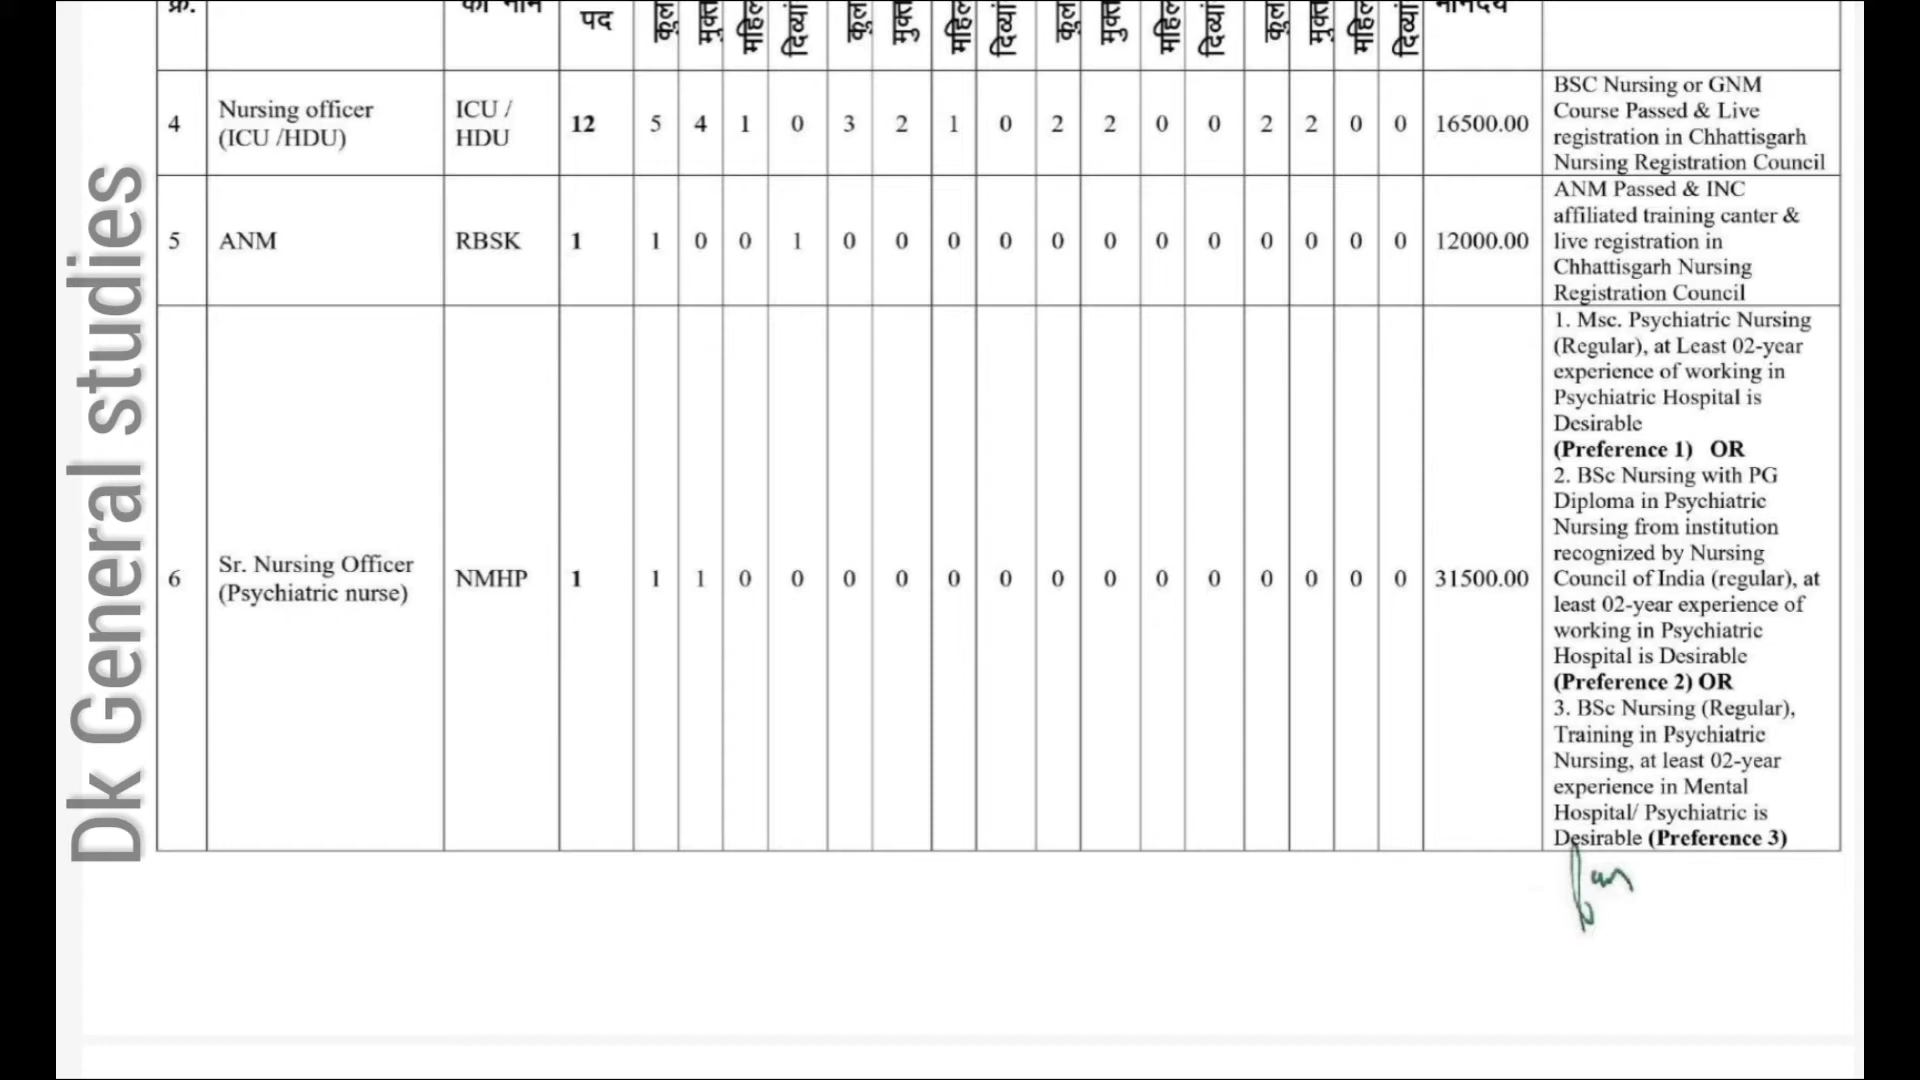 क्र.
का नाम
पद
कुल
मुक्त
महिल
दिव्यां
कुल
मुक्त
महिल
दिव्यां
कुल
मुक्त
महिल
दिव्यां
कुल
मुक्त
महिल
दिव्यां
मानदेय
4 Nursing officer (ICU /HDU) ICU / HDU 12 5 4 1 0 3 2 1 0 2 2 0 0 2 2 0 0 16500.00
BSC Nursing or GNM
Course Passed & Live
registration in Chhattisgarh
Nursing Registration Council
5 ANM RBSK 1 1 0 0 1 0 0 0 0 0 0 0 0 0 0 0 0 12000.00
ANM Passed & INC
affiliated training canter &
live registration in
Chhattisgarh Nursing
Registration Council
6 Sr. Nursing Officer (Psychiatric nurse) NMHP 1 1 1 0 0 0 0 0 0 0 0 0 0 0 0 0 0 31500.00
1. Msc. Psychiatric Nursing
(Regular), at Least 02-year
experience of working in
Psychiatric Hospital is
Desirable
(Preference 1) OR
2. BSc Nursing with PG
Diploma in Psychiatric
Nursing from institution
recognized by Nursing
Council of India (regular), at
least 02-year experience of
working in Psychiatric
Hospital is Desirable
(Preference 2) OR
3. BSc Nursing (Regular),
Training in Psychiatric
Nursing, at least 02-year
experience in Mental
Hospital/ Psychiatric is
Desirable (Preference 3)
Dk General studies